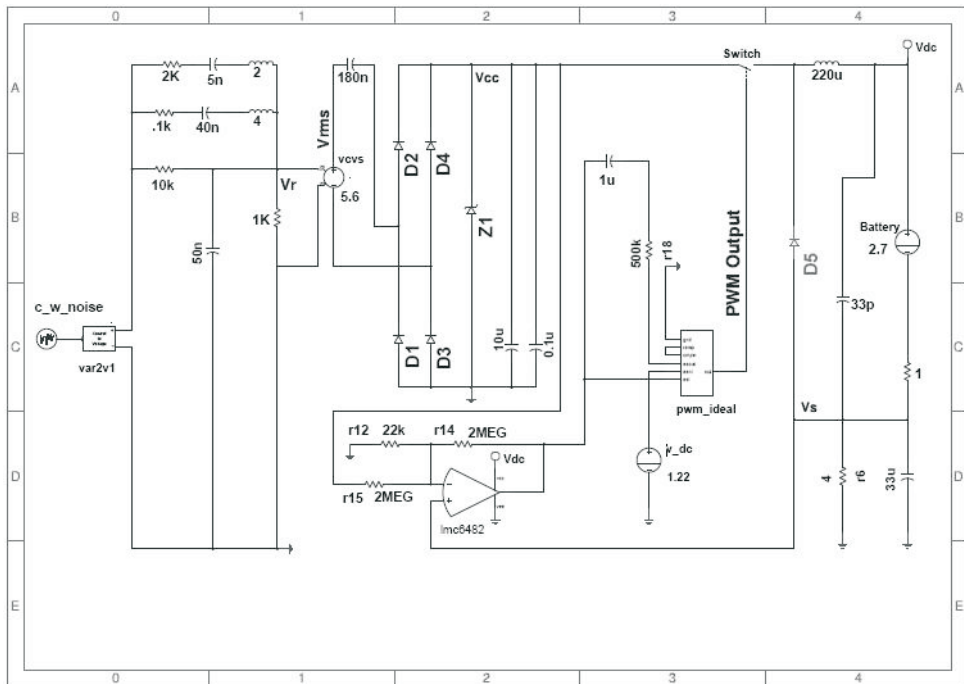 0 1 2 3 4
A A
B B
C C
D D
E E
0 1 2 3 4
Vdc
Switch
2K 5n 2
180n
Vcc
220u
.1k 40n 4
Vrms
10k
Vr
vcvs
5.6
D2 D4
1u
1K
Z1
500k
r18
PWM Output
Battery
2.7
D5
50n
33p
c_w_noise
var2v1
D1 D3
10u
0.1u
pwm_ideal
1
Vs
r12 22k r14 2MEG
r15 2MEG
Vdc
lmc6482
v_dc
1.22
4 r6
33u